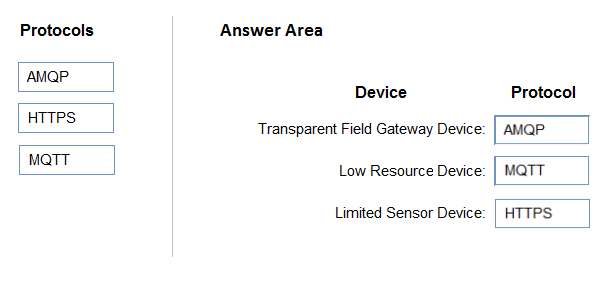 Protocols
Answer Area
AMQP
HTTPS
MQTT
Device Protocol
Transparent Field Gateway Device: AMQP
Low Resource Device: MQTT
Limited Sensor Device: HTTPS